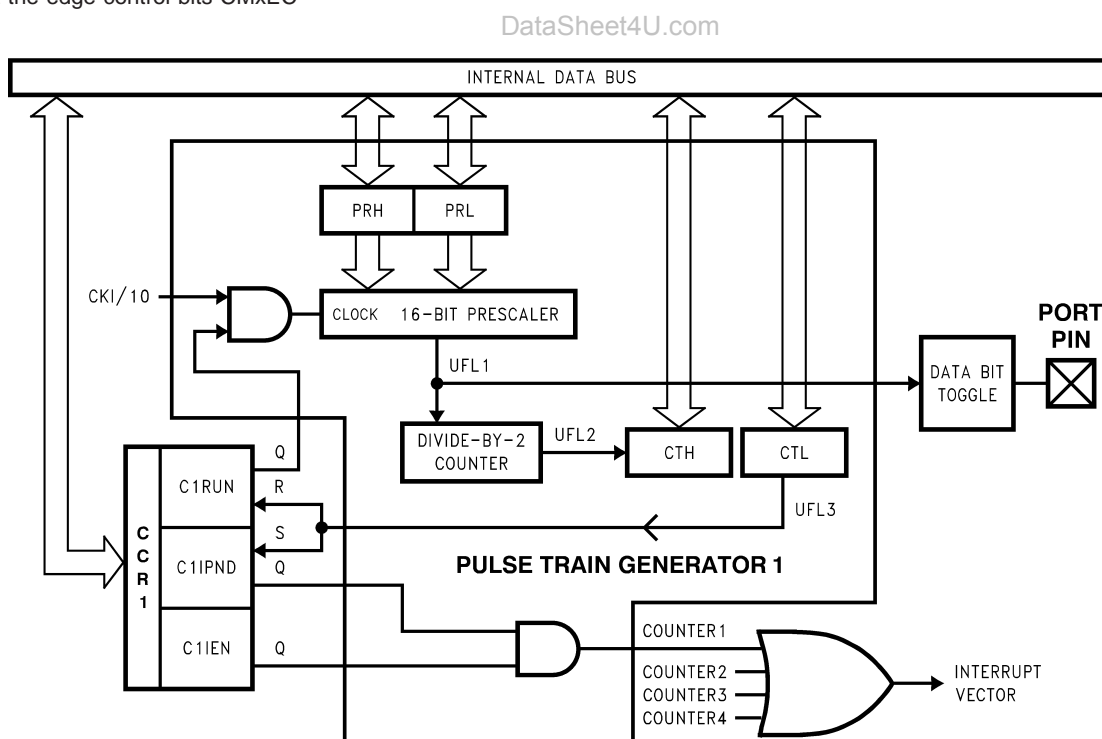 the edge control bits CMxEC
DataSheet4U.com
INTERNAL DATA BUS
PRH
PRL
CKI/10
CLOCK 16-BIT PRESCALER
PORT
PIN
UFL1
DATA BIT
TOGGLE
DIVIDE-BY-2
COUNTER
UFL2
CTH
CTL
Q
C1RUN
R
UFL3
S
CCR1
C1IPND
Q
PULSE TRAIN GENERATOR 1
C1IEN
Q
COUNTER1
COUNTER2
COUNTER3
COUNTER4
INTERRUPT
VECTOR